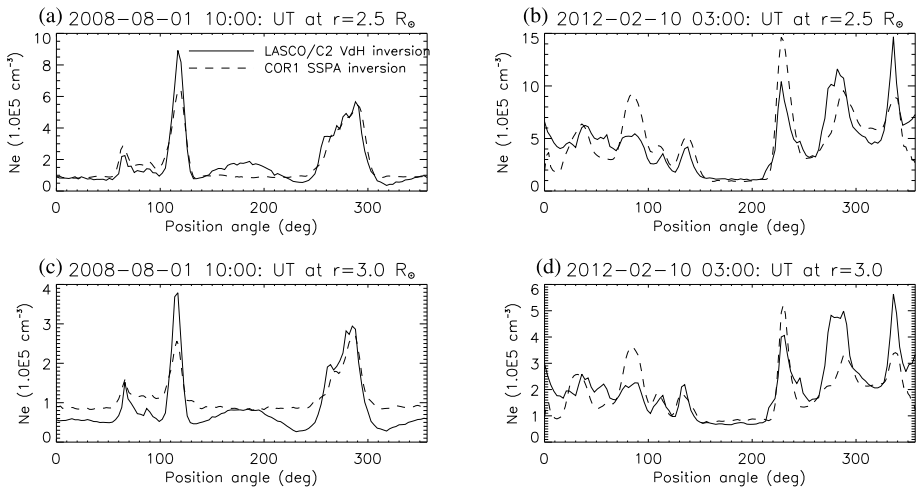 (a) 2008-08-01 10:00: UT at r=2.5 R⊙
10
8
6
4
2
0
Ne (1.0E5 cm⁻³)
LASCO/C2 VdH inversion
COR1 SSPA inversion
0 100 200 300
Position angle (deg)
(b) 2012-02-10 03:00: UT at r=2.5 R⊙
15
10
5
0
Ne (1.0E5 cm⁻³)
0 100 200 300
Position angle (deg)
(c) 2008-08-01 10:00: UT at r=3.0 R⊙
4
3
2
1
0
Ne (1.0E5 cm⁻³)
0 100 200 300
Position angle (deg)
(d) 2012-02-10 03:00: UT at r=3.0
6
5
4
3
2
1
0
Ne (1.0E5 cm⁻³)
0 100 200 300
Position angle (deg)